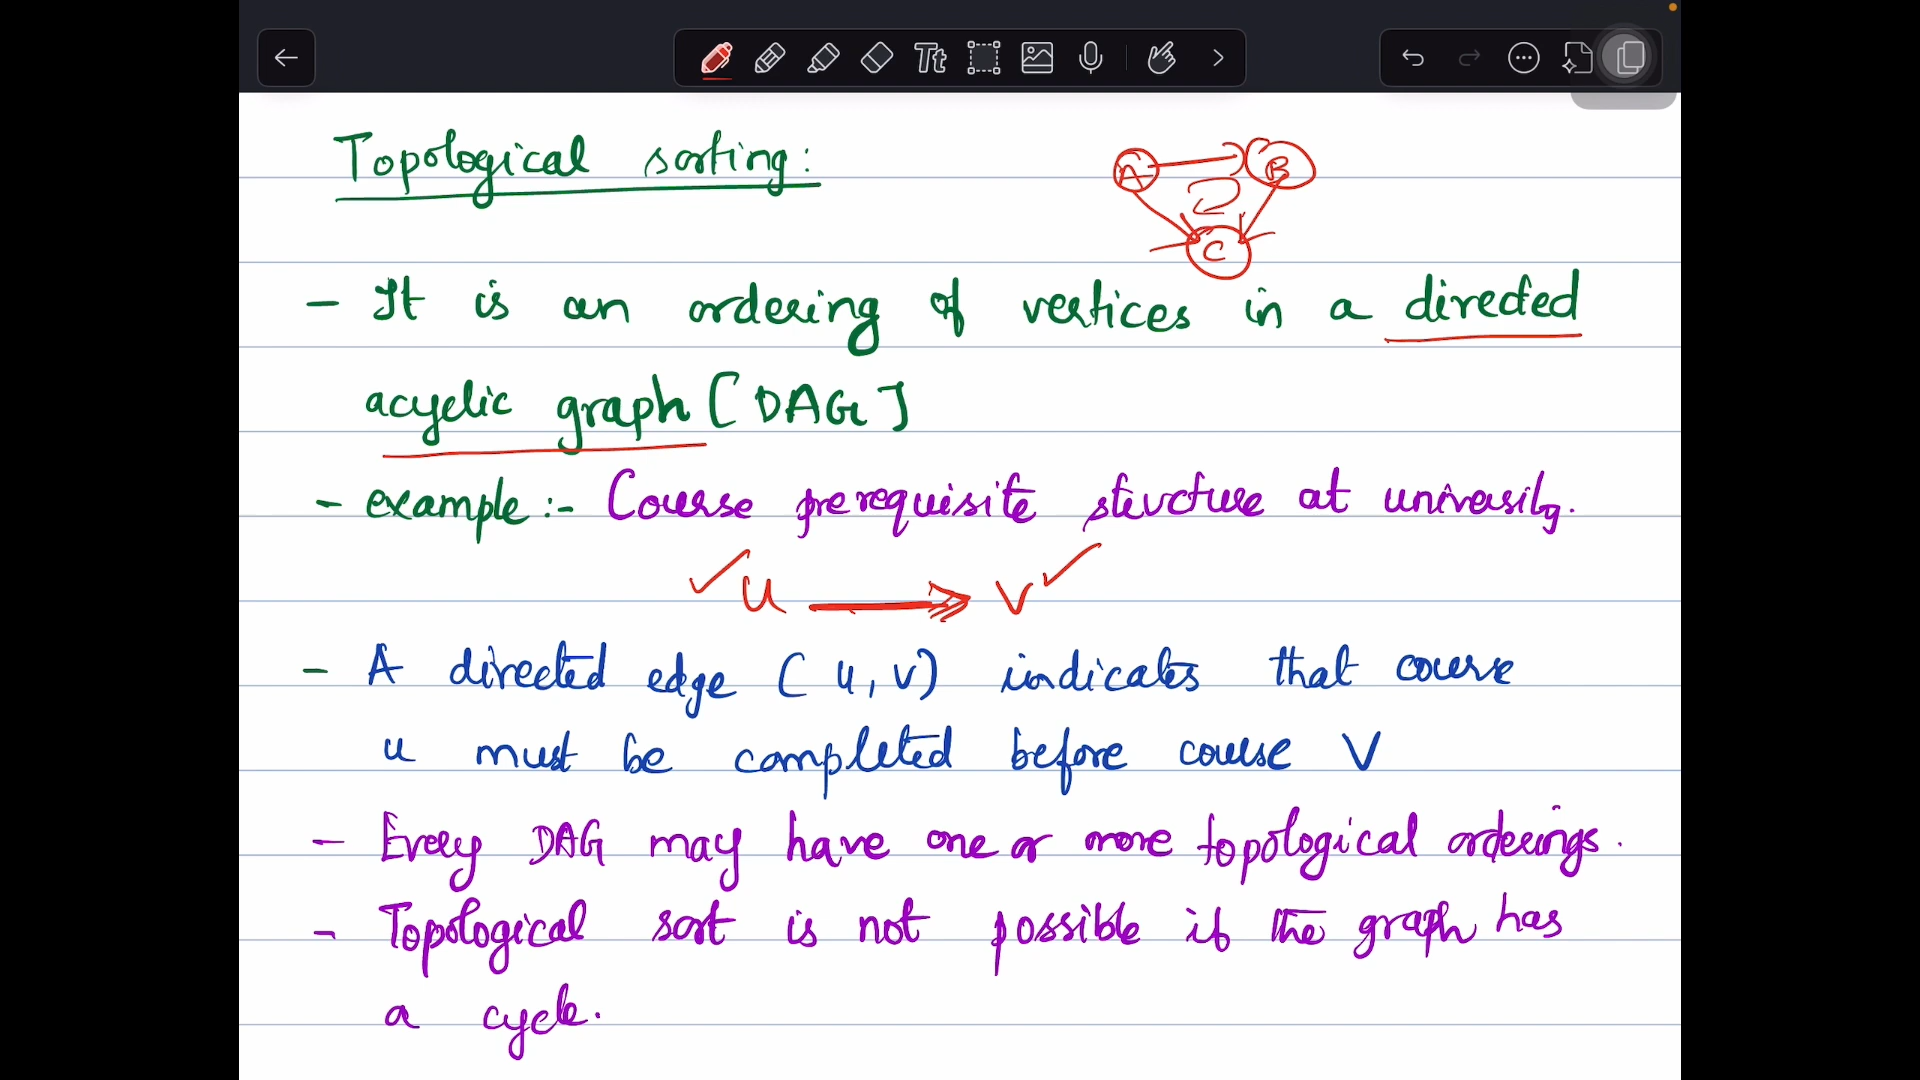 Tt
Topological sorting:
A B
C
- It is an ordering of vertices in a directed
acyclic graph [DAG]
- example:- Course prerequisite structure at university.
u v
- A directed edge (u,v) indicates that course
u must be completed before course V
- Every DAG may have one or more topological orderings.
- Topological sort is not possible if the graph has
a cycle.